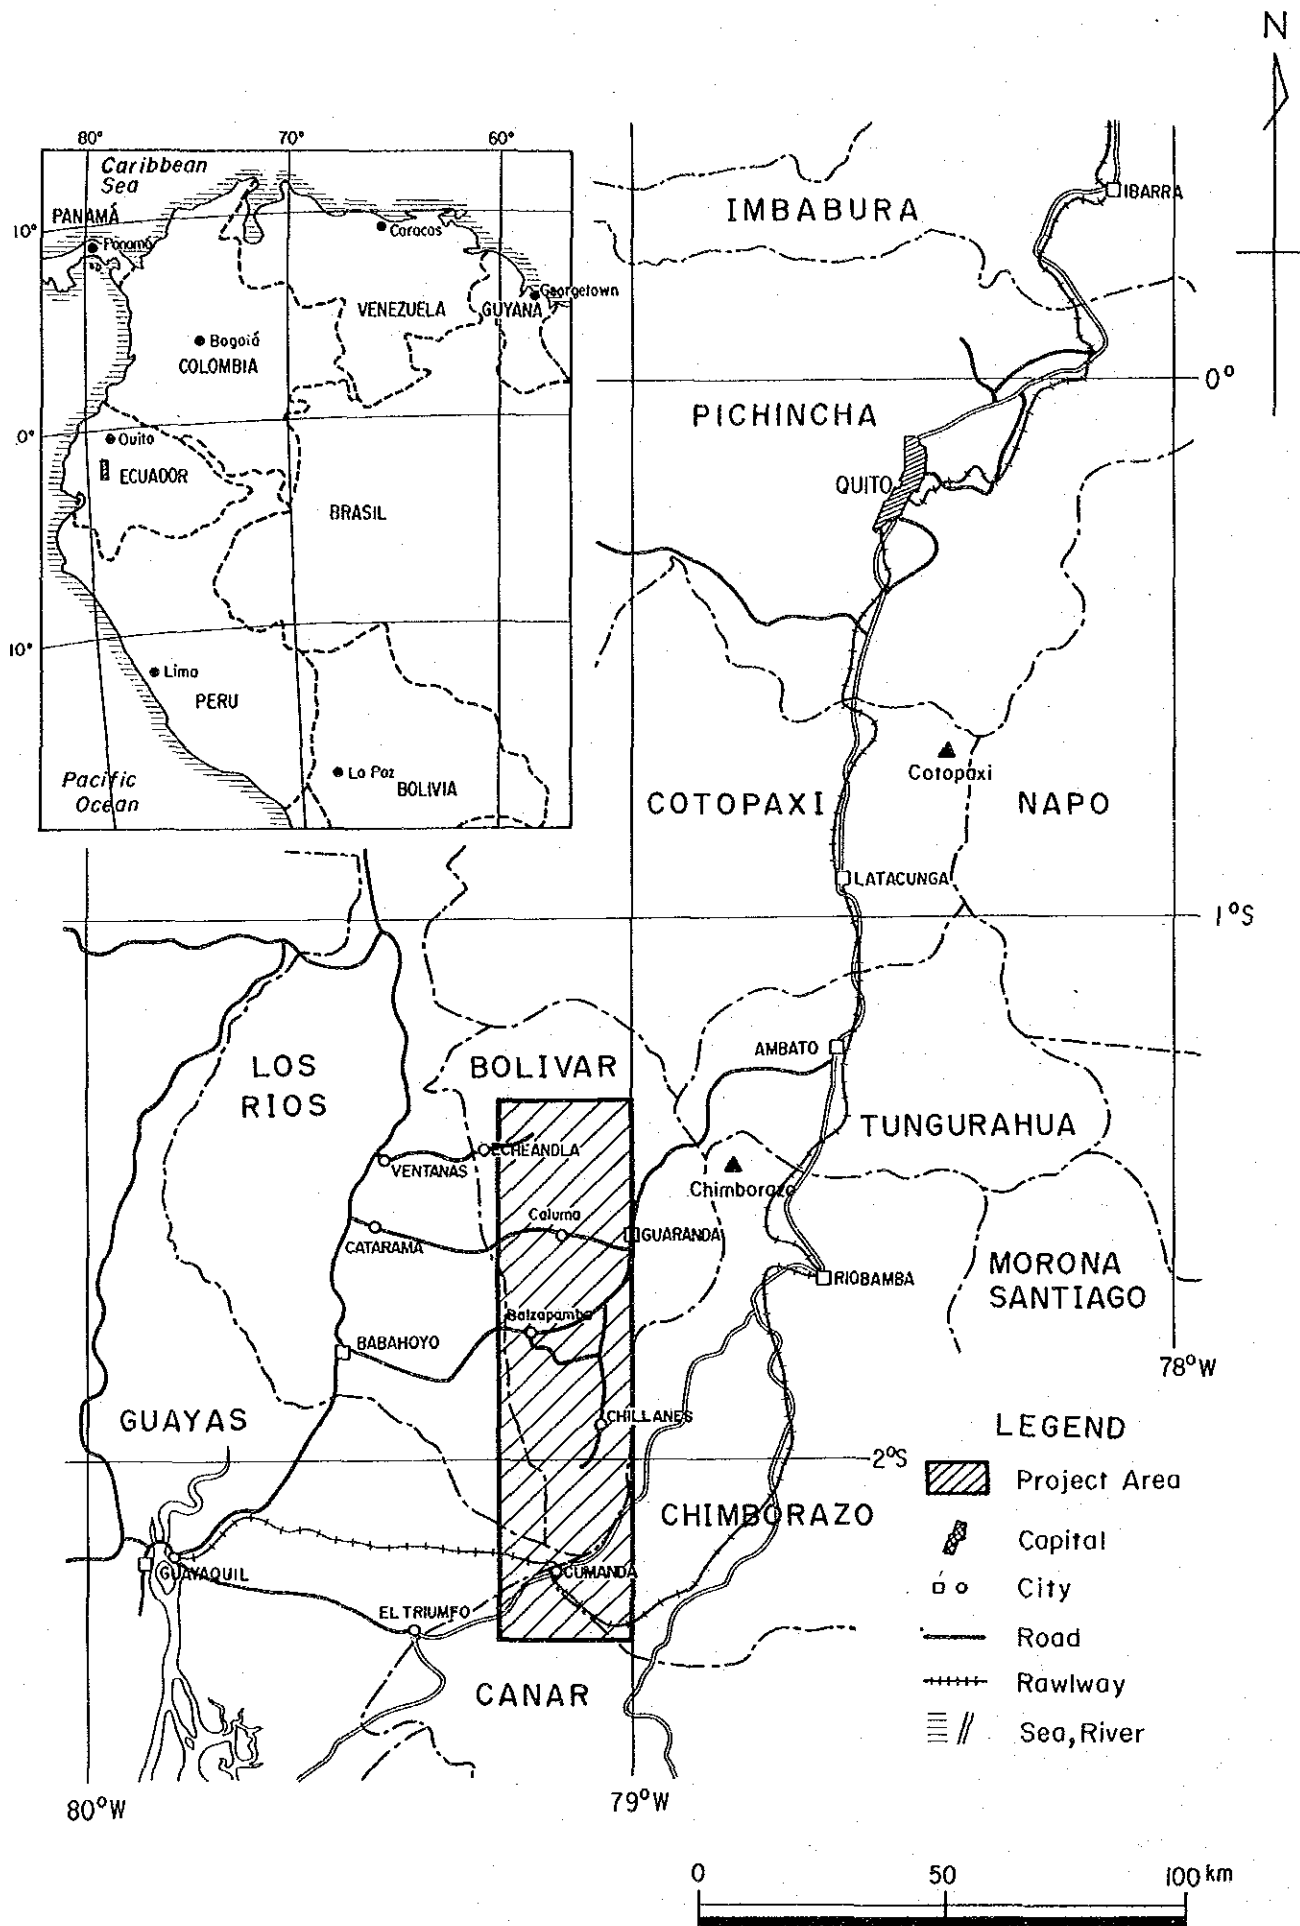 N
80°
70°
60°
Caribbean
Sea
PANAMÁ
10°
Panamá
Caracas
Georgetown
VENEZUELA
GUYANA
Bogoiá
COLOMBIA
0°
Quito
ECUADOR
BRASIL
10°
Lima
PERU
Pacific
Ocean
La Paz
BOLIVIA
IBARRA
IMBABURA
0°
PICHINCHA
QUITO
Cotopaxi
COTOPAXI
NAPO
LATACUNGA
1°S
AMBATO
LOS
RIOS
BOLIVAR
TUNGURAHUA
ECHEANDLA
VENTANAS
Chimborazo
Caluma
CATARAMA
GUARANDA
MORONA
SANTIAGO
RIOBAMBA
Balzapamba
BABAHOYO
78°W
GUAYAS
CHILLANES
2°S
CHIMBORAZO
GUAYAQUIL
CUMANDA
EL TRIUMFO
CANAR
LEGEND
Project Area
Capital
City
Road
Rawlway
Sea, River
80°W
79°W
0
50
100 km